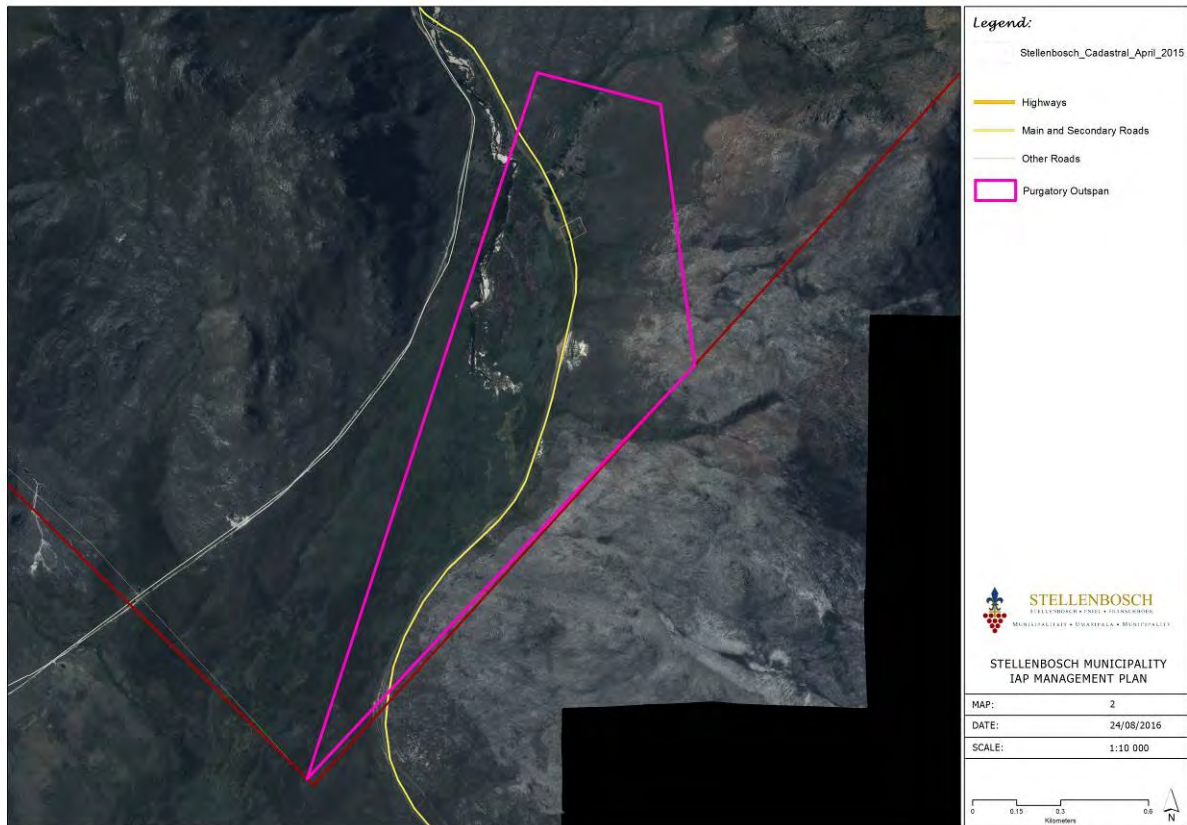 Legend:
Stellenbosch_Cadastral_April_2015
Highways
Main and Secondary Roads
Other Roads
Purgatory Outspan
STELLENBOSCH
STELLENBOSCH • PNIEL • FRANSCHHOEK
MUNISIPALITEIT • UMASIPALA • MUNICIPALITY
STELLENBOSCH MUNICIPALITY
IAP MANAGEMENT PLAN
MAP: 2
DATE: 24/08/2016
SCALE: 1:10 000
0 0.15 0.3 0.6
Kilometers
N